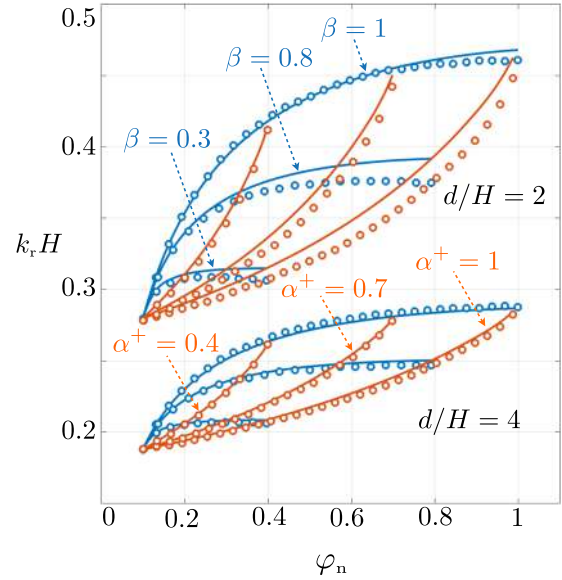 0.5
β = 1
β = 0.8
β = 0.3
0.4
d/H = 2
k_r H
0.3
α⁺ = 1
α⁺ = 0.7
α⁺ = 0.4
0.2
d/H = 4
0 0.2 0.4 0.6 0.8 1
φ_n